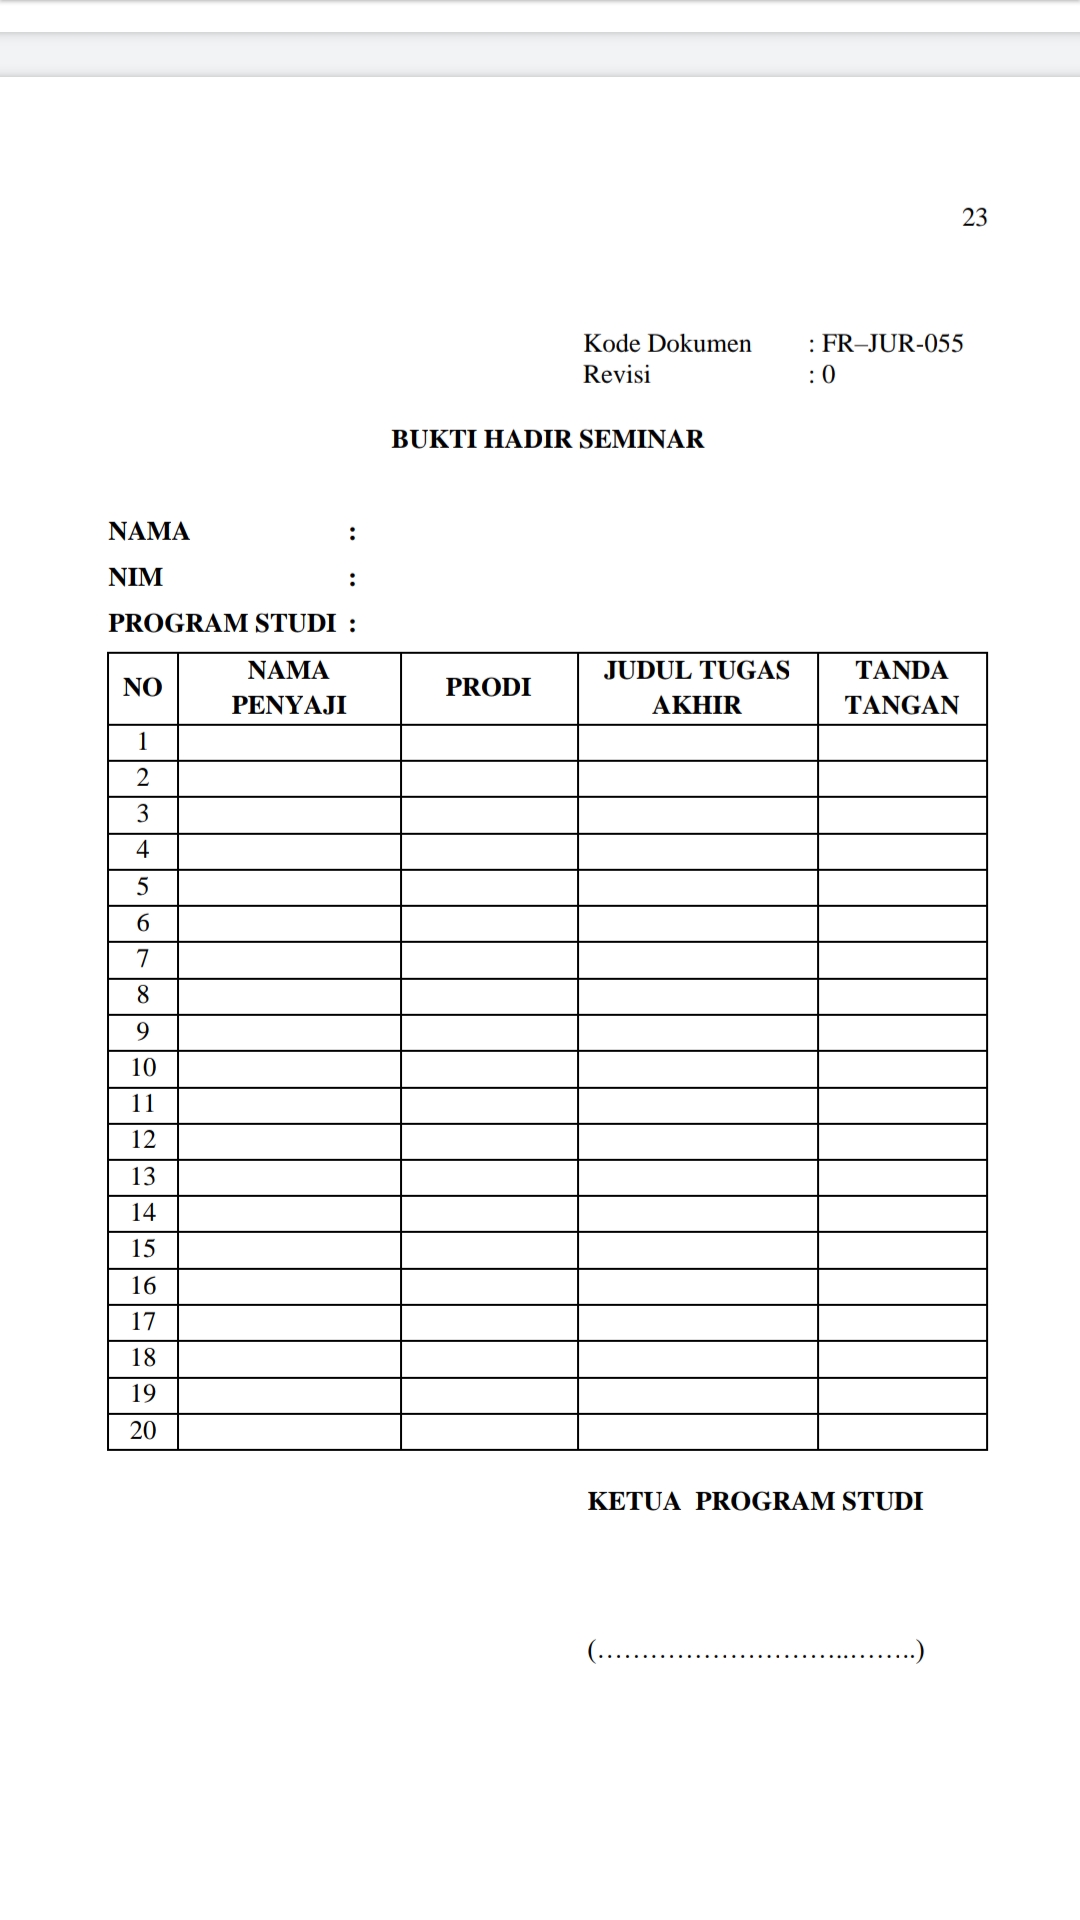 23
Kode Dokumen : FR–JUR-055
Revisi : 0
BUKTI HADIR SEMINAR
NAMA :
NIM :
PROGRAM STUDI :
NO NAMA PENYAJI PRODI JUDUL TUGAS AKHIR TANDA TANGAN
1
2
3
4
5
6
7
8
9
10
11
12
13
14
15
16
17
18
19
20
KETUA PROGRAM STUDI
(………………………..……..)